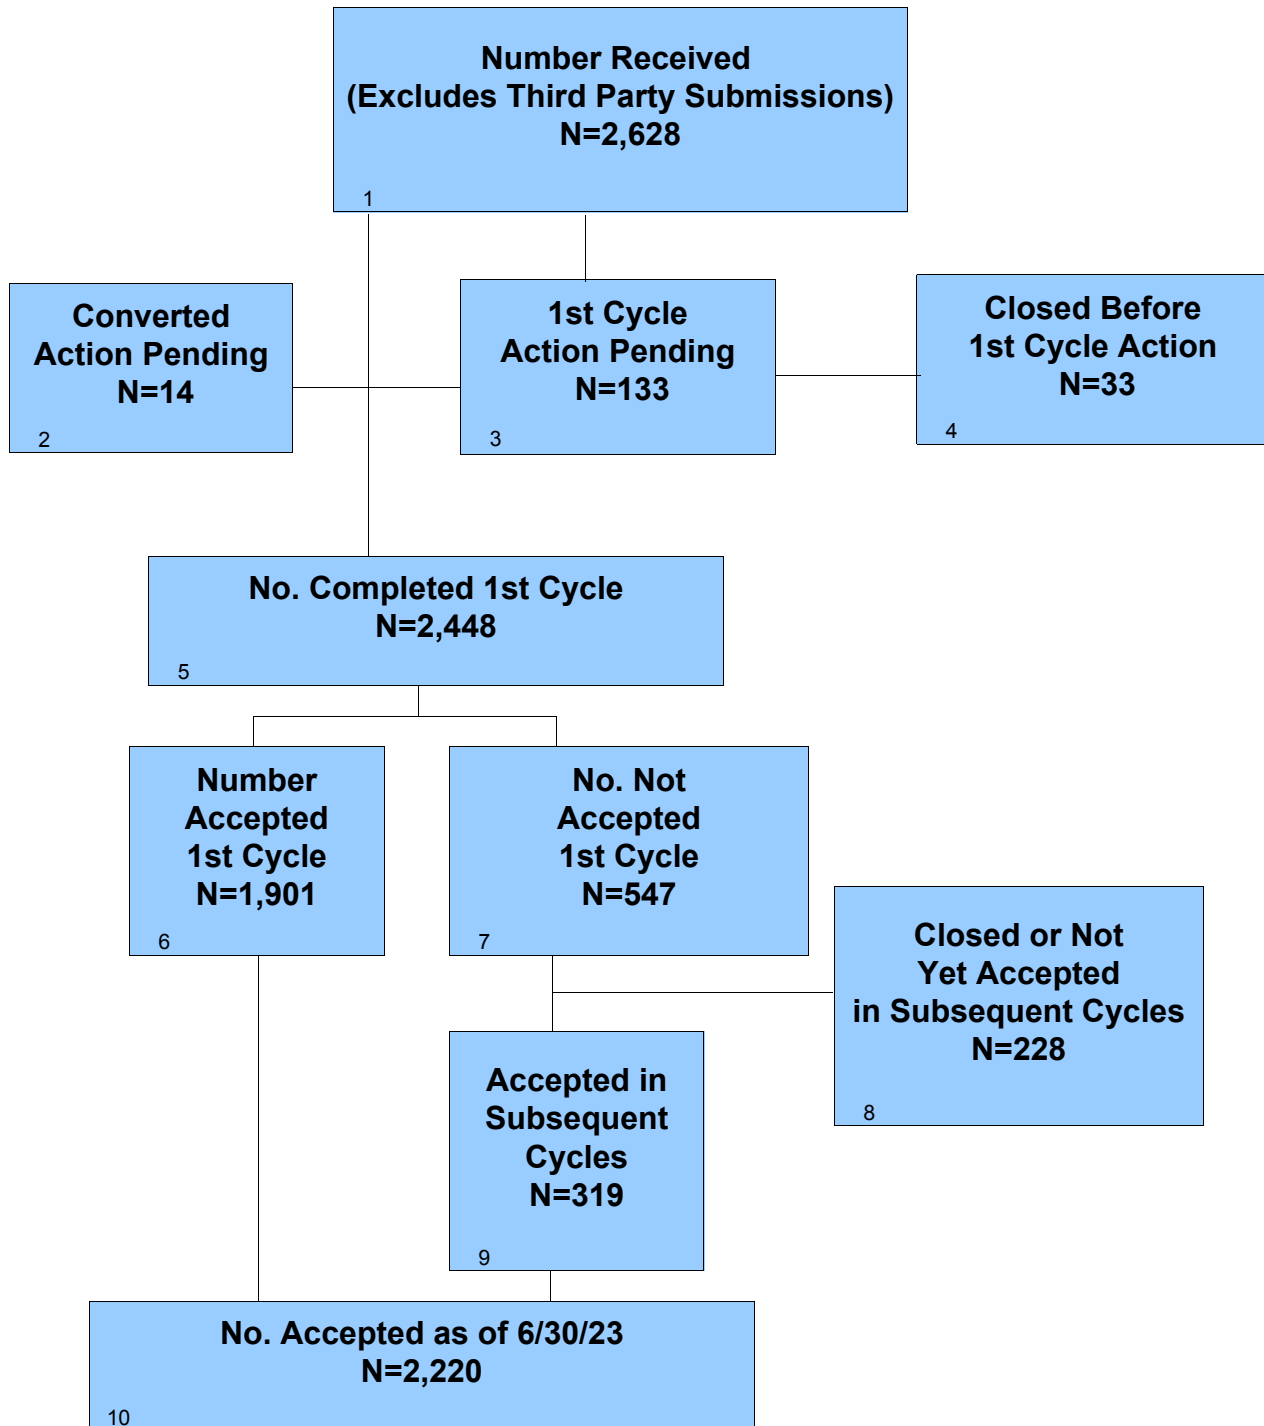 Number Received
(Excludes Third Party Submissions)
N=2,628
1
Converted
Action Pending
N=14
2
1st Cycle
Action Pending
N=133
3
Closed Before
1st Cycle Action
N=33
4
No. Completed 1st Cycle
N=2,448
5
Number
Accepted
1st Cycle
N=1,901
6
No. Not
Accepted
1st Cycle
N=547
7
Closed or Not
Yet Accepted
in Subsequent Cycles
N=228
8
Accepted in
Subsequent
Cycles
N=319
9
No. Accepted as of 6/30/23
N=2,220
10